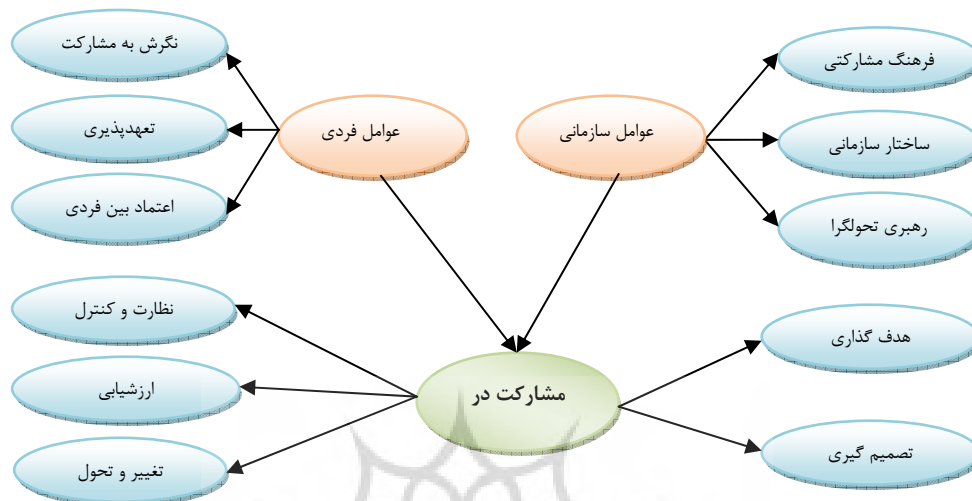 فرهنگ مشارکتی
نگرش به مشارکت
عوامل سازمانی
عوامل فردی
ساختار سازمانی
تعهدپذیری
رهبری تحولگرا
اعتماد بین فردی
هدف گذاری
نظارت و کنترل
مشارکت در
ارزشیابی
تصمیم گیری
تغییر و تحول